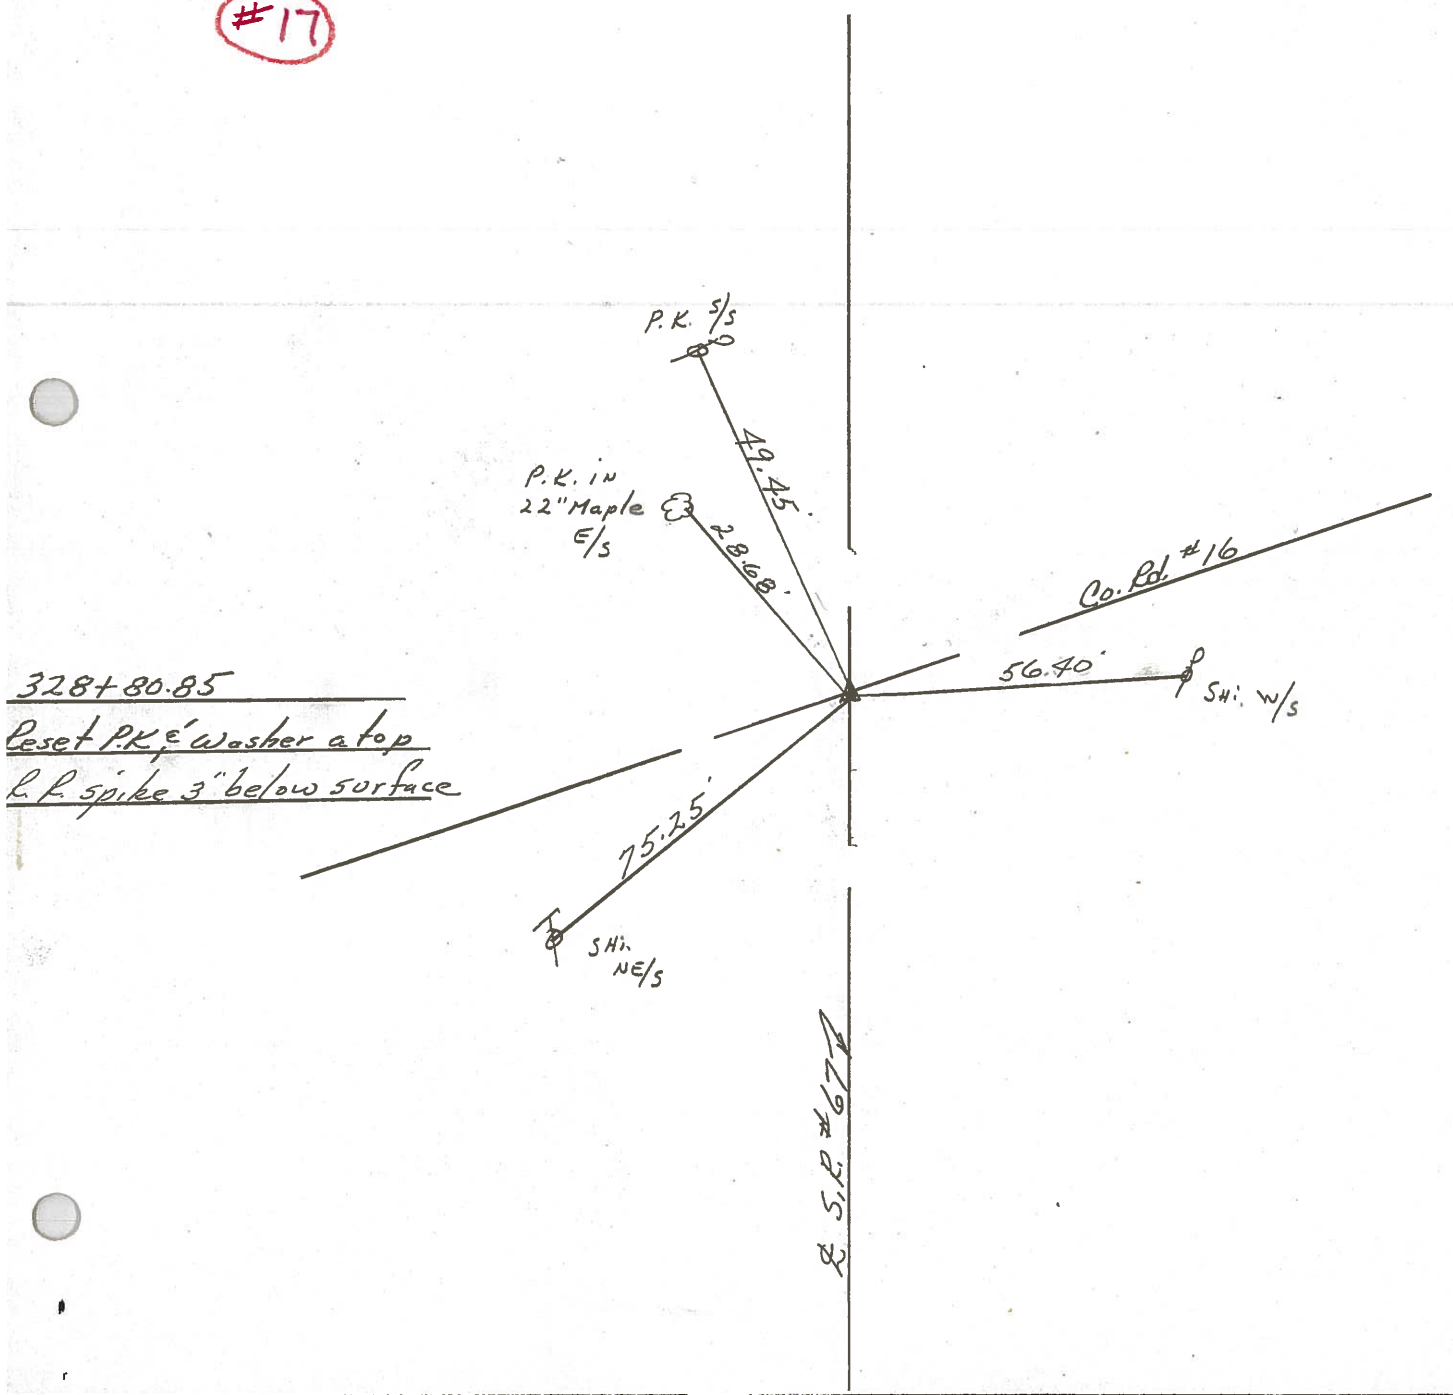 #17
P.K. S/S
49.45'
P.K. in
22" Maple
E/S
28.68'
Co. Rd. #16
56.40'
SHi. W/S
328+80.85
Reset P.K. & Washer atop
R.R. spike 3" below surface
75.25'
SHi.
NE/S
S.R. #67